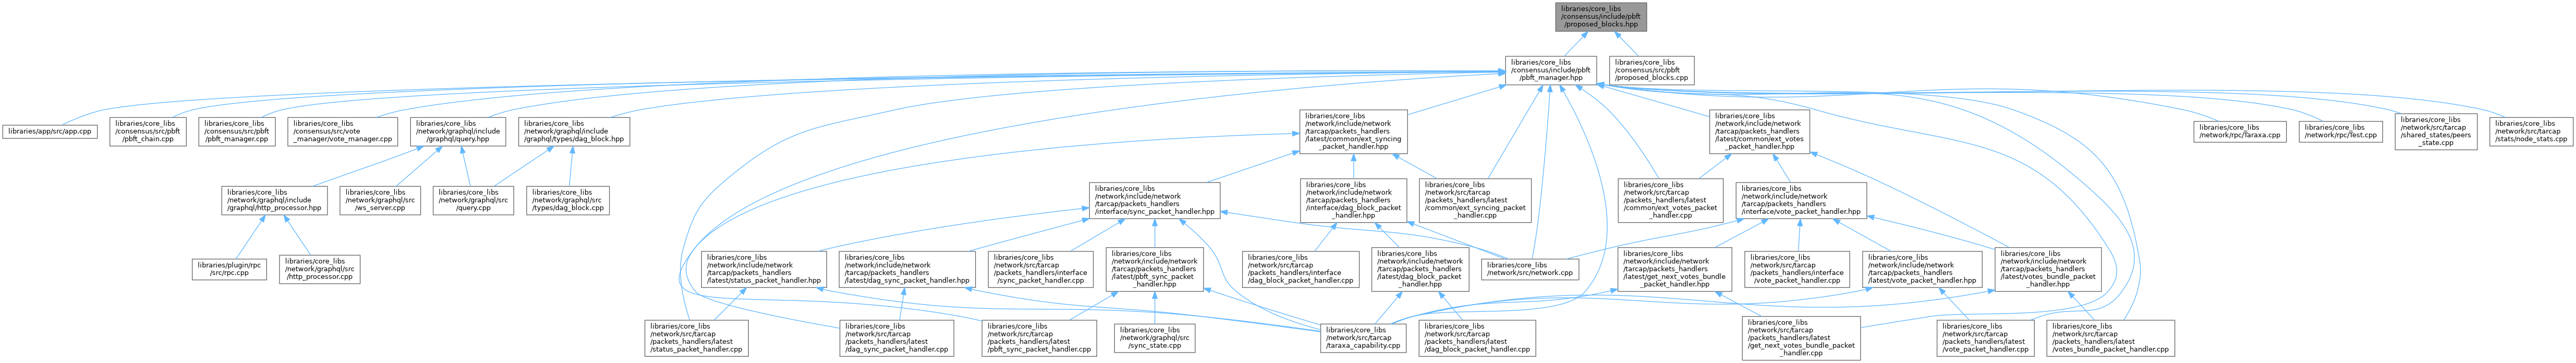 libraries/core_libs
/consensus/include/pbft
/proposed_blocks.hpp
libraries/core_libs
/consensus/include/pbft
/pbft_manager.hpp
libraries/core_libs
/consensus/src/pbft
/proposed_blocks.cpp
libraries/app/src/app.cpp
libraries/core_libs
/consensus/src/pbft
/pbft_chain.cpp
libraries/core_libs
/consensus/src/pbft
/pbft_manager.cpp
libraries/core_libs
/consensus/src/vote
_manager/vote_manager.cpp
libraries/core_libs
/network/graphql/include
/graphql/query.hpp
libraries/core_libs
/network/graphql/include
/graphql/types/dag_block.hpp
libraries/core_libs
/network/include/network
/tarcap/packets_handlers
/latest/common/ext_syncing
_packet_handler.hpp
libraries/core_libs
/network/include/network
/tarcap/packets_handlers
/latest/common/ext_votes
_packet_handler.hpp
libraries/core_libs
/network/rpc/Taraxa.cpp
libraries/core_libs
/network/rpc/Test.cpp
libraries/core_libs
/network/src/tarcap
/shared_states/peers
_state.cpp
libraries/core_libs
/network/src/tarcap
/stats/node_stats.cpp
libraries/core_libs
/network/graphql/include
/graphql/http_processor.hpp
libraries/core_libs
/network/graphql/src
/ws_server.cpp
libraries/core_libs
/network/graphql/src
/query.cpp
libraries/core_libs
/network/graphql/src
/types/dag_block.cpp
libraries/core_libs
/network/include/network
/tarcap/packets_handlers
/interface/sync_packet_handler.hpp
libraries/core_libs
/network/include/network
/tarcap/packets_handlers
/interface/dag_block_packet
_handler.hpp
libraries/core_libs
/network/src/tarcap
/packets_handlers/latest
/common/ext_syncing_packet
_handler.cpp
libraries/core_libs
/network/src/tarcap
/packets_handlers/latest
/common/ext_votes_packet
_handler.cpp
libraries/core_libs
/network/include/network
/tarcap/packets_handlers
/interface/vote_packet_handler.hpp
libraries/plugin/rpc
/src/rpc.cpp
libraries/core_libs
/network/graphql/src
/http_processor.cpp
libraries/core_libs
/network/include/network
/tarcap/packets_handlers
/latest/status_packet_handler.hpp
libraries/core_libs
/network/include/network
/tarcap/packets_handlers
/latest/dag_sync_packet_handler.hpp
libraries/core_libs
/network/src/tarcap
/packets_handlers/interface
/sync_packet_handler.cpp
libraries/core_libs
/network/include/network
/tarcap/packets_handlers
/latest/pbft_sync_packet
_handler.hpp
libraries/core_libs
/network/src/tarcap
/packets_handlers/interface
/dag_block_packet_handler.cpp
libraries/core_libs
/network/include/network
/tarcap/packets_handlers
/latest/dag_block_packet
_handler.hpp
libraries/core_libs
/network/src/network.cpp
libraries/core_libs
/network/include/network
/tarcap/packets_handlers
/latest/get_next_votes_bundle
_packet_handler.hpp
libraries/core_libs
/network/src/tarcap
/packets_handlers/interface
/vote_packet_handler.cpp
libraries/core_libs
/network/include/network
/tarcap/packets_handlers
/latest/vote_packet_handler.hpp
libraries/core_libs
/network/include/network
/tarcap/packets_handlers
/latest/votes_bundle_packet
_handler.hpp
libraries/core_libs
/network/src/tarcap
/packets_handlers/latest
/status_packet_handler.cpp
libraries/core_libs
/network/src/tarcap
/packets_handlers/latest
/dag_sync_packet_handler.cpp
libraries/core_libs
/network/src/tarcap
/packets_handlers/latest
/pbft_sync_packet_handler.cpp
libraries/core_libs
/network/graphql/src
/sync_state.cpp
libraries/core_libs
/network/src/tarcap
/taraxa_capability.cpp
libraries/core_libs
/network/src/tarcap
/packets_handlers/latest
/dag_block_packet_handler.cpp
libraries/core_libs
/network/src/tarcap
/packets_handlers/latest
/get_next_votes_bundle_packet
_handler.cpp
libraries/core_libs
/network/src/tarcap
/packets_handlers/latest
/vote_packet_handler.cpp
libraries/core_libs
/network/src/tarcap
/packets_handlers/latest
/votes_bundle_packet_handler.cpp